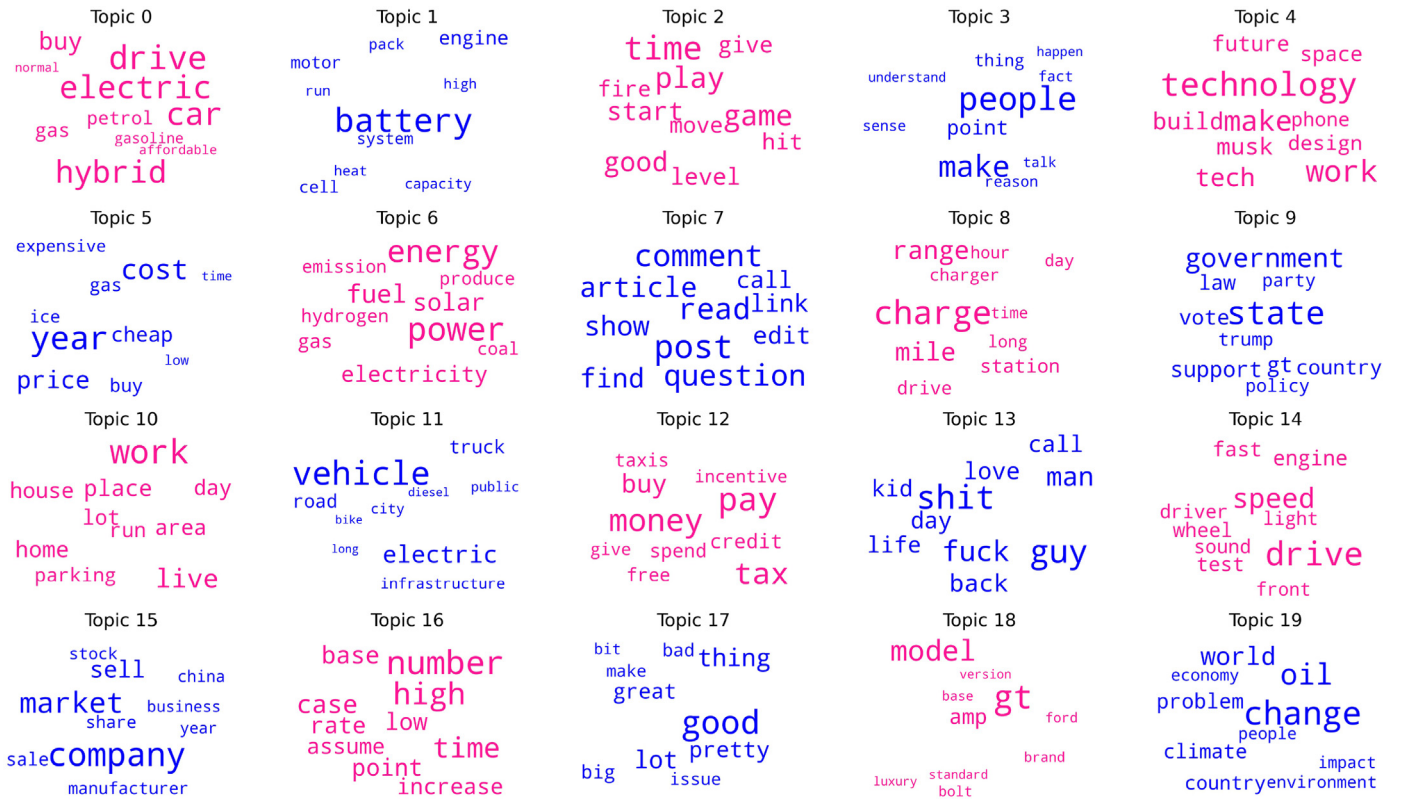 Topic 0
buy
drive
normal
electric
petrol car
gas
gasoline
affordable
hybrid
Topic 1
pack
engine
motor
high
run
battery
system
heat
cell
capacity
Topic 2
time give
fire play
start
move game
hit
good
level
Topic 3
happen
thing
understand
fact
people
sense
point
make talk
reason
Topic 4
future
space
technology
build make phone
musk design
tech
work
Topic 5
expensive
cost time
gas
ice
year cheap
low
price buy
Topic 6
energy
emission
produce
fuel solar
hydrogen
power
gas
coal
electricity
Topic 7
comment
article call
read link
show
edit
post
find question
Topic 8
range hour
day
charger
charge time
long
mile
station
drive
Topic 9
government
law party
vote state
trump
support gt country
policy
Topic 10
work
house place day
lot
run area
home
parking
live
Topic 11
truck
vehicle
diesel public
road
city
bike
long
electric
infrastructure
Topic 12
taxis
incentive
buy
pay
money
give spend credit
free
tax
Topic 13
call
love man
kid shit
day
life
fuck guy
back
Topic 14
fast
engine
speed
driver
light
wheel
sound
drive
test
front
Topic 15
stock
sell
china
market
business
share
year
sale company
manufacturer
Topic 16
base number
high
case
low
rate
assume time
point
increase
Topic 17
bit
bad thing
make
great
good
pretty
lot
big
issue
Topic 18
model
version
base gt
amp
ford
brand
standard
luxury
bolt
Topic 19
world
economy oil
problem
change
people
climate
impact
country environment